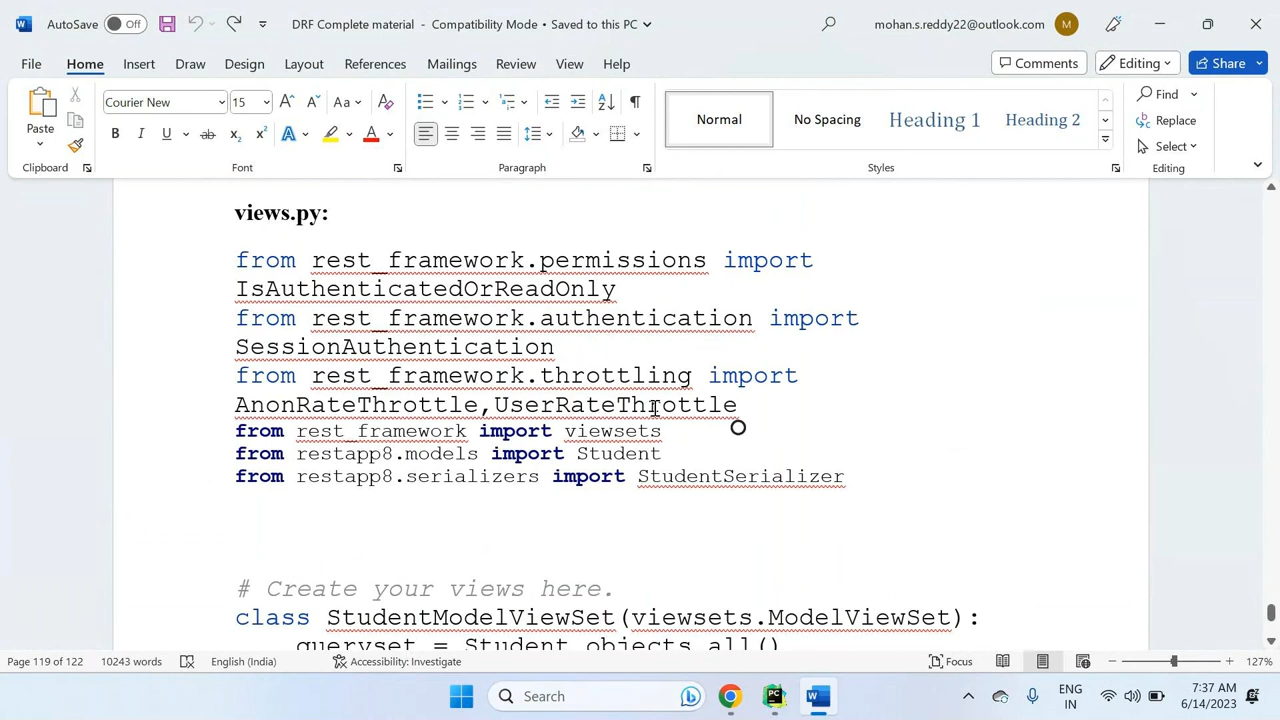 AutoSave Off DRF Complete material - Compatibility Mode • Saved to this PC mohan.s.reddy22@outlook.com M
File Home Insert Draw Design Layout References Mailings Review View Help Comments Editing Share
Paste Courier New 15 Aa Normal No Spacing Heading 1 Heading 2 Find
Replace
Select
Clipboard Font Paragraph Styles Editing
views.py:
from rest_framework.permissions import
IsAuthenticatedOrReadOnly
from rest_framework.authentication import
SessionAuthentication
from rest_framework.throttling import
AnonRateThrottle,UserRateThrottle
from rest_framework import viewsets
from restapp8.models import Student
from restapp8.serializers import StudentSerializer
# Create your views here.
class StudentModelViewSet(viewsets.ModelViewSet):
queryset = Student.objects.all()
Page 119 of 122 10243 words English (India) Accessibility: Investigate Focus 127%
Search ENG IN 7:37 AM 6/14/2023